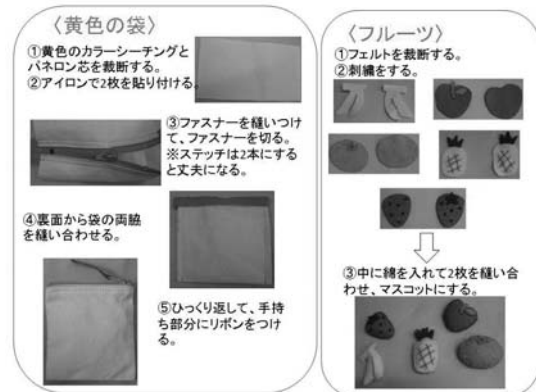 〈黄色の袋〉
①黄色のカラーシーチングと
パネロン芯を裁断する。
②アイロンで2枚を貼り付ける。
③ファスナーを縫いつけ
て、ファスナーを切る。
※ステッチは2本にする
と丈夫になる。
④裏面から袋の両脇
を縫い合わせる。
⑤ひっくり返して、手持
ち部分にリボンをつけ
る。
〈フルーツ〉
①フェルトを裁断する。
②刺繍をする。
③中に綿を入れて2枚を縫い合
わせ、マスコットにする。